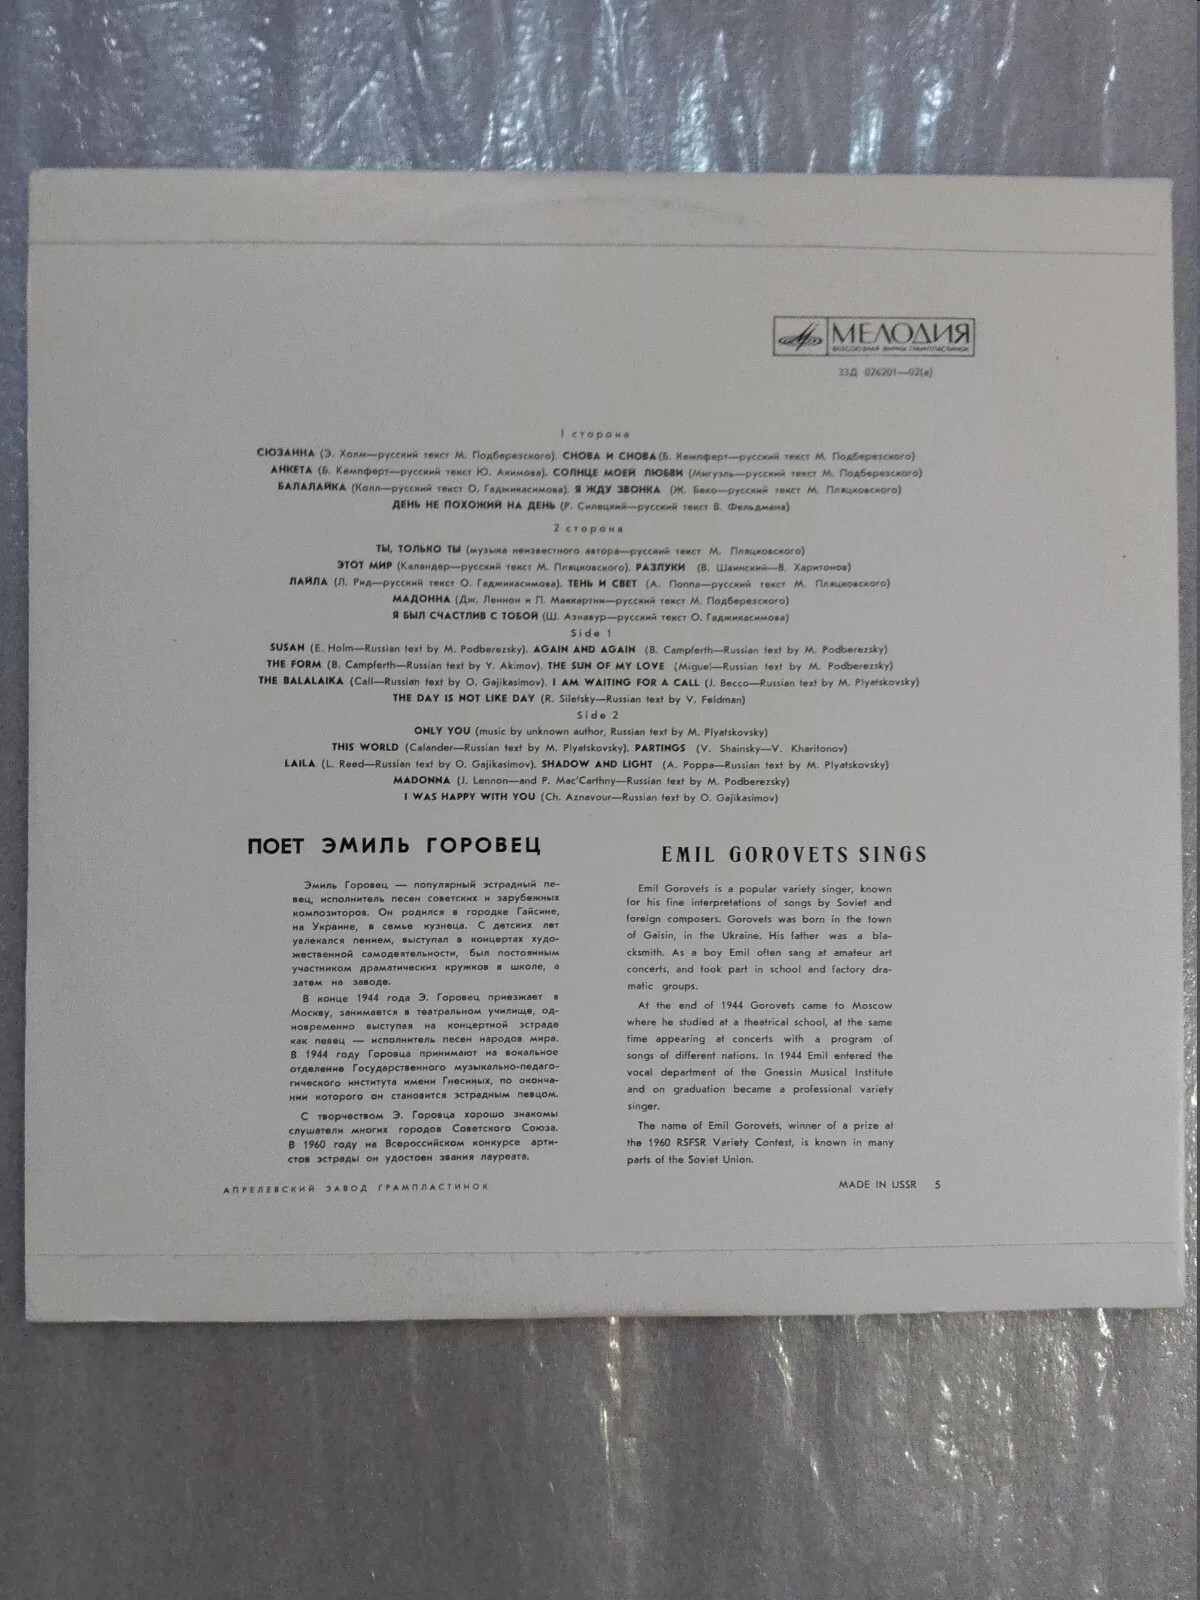 МЕЛОДИЯ
ВСЕСОЮЗНАЯ ФИРМА ГРАМПЛАСТИНОК
33Д 026201—02(а)
1 сторона
СЮЗАННА (Э. Холм—русский текст М. Подберезского). СНОВА И СНОВА (Б. Кемпферт—русский текст М. Подберезского)
АНКЕТА (Б. Кемпферт—русский текст Ю. Акимова). СОЛНЦЕ МОЕЙ ЛЮБВИ (Мигуэль—русский текст М. Подберезского)
БАЛАЛАЙКА (Колл—русский текст О. Гаджикасимова). Я ЖДУ ЗВОНКА (Ж. Беко—русский текст М. Пляцковского)
ДЕНЬ НЕ ПОХОЖИЙ НА ДЕНЬ (Р. Силецкий—русский текст В. Фельдмана)
2 сторона
ТЫ, ТОЛЬКО ТЫ (музыка неизвестного автора—русский текст М. Пляцковского)
ЭТОТ МИР (Каландер—русский текст М. Пляцковского). РАЗЛУКИ (В. Шаинский—В. Харитонов)
ЛАЙЛА (Л. Рид—русский текст О. Гаджикасимова). ТЕНЬ И СВЕТ (А. Поппа—русский текст М. Пляцковского)
МАДОННА (Дж. Леннон и П. Маккартни—русский текст М. Подберезского)
Я БЫЛ СЧАСТЛИВ С ТОБОЙ (Ш. Азнавур—русский текст О. Гаджикасимова)
Side 1
SUSAN (E. Holm—Russian text by M. Podberezsky). AGAIN AND AGAIN (B. Campferth—Russian text by M. Podberezsky)
THE FORM (B. Campferth—Russian text by Y. Akimov). THE SUN OF MY LOVE (Miguel—Russian text by M. Podberezsky)
THE BALALAIKA (Call—Russian text by O. Gajikasimov). I AM WAITING FOR A CALL (J. Becco—Russian text by M. Plyatskovsky)
THE DAY IS NOT LIKE DAY (R. Siletsky—Russian text by V. Feldman)
Side 2
ONLY YOU (music by unknown author, Russian text by M. Plyatskovsky)
THIS WORLD (Calander—Russian text by M. Plyatskovsky). PARTINGS (V. Shainsky—V. Kharitonov)
LAILA (L. Reed—Russian text by O. Gajikasimov). SHADOW AND LIGHT (A. Poppa—Russian text by M. Plyatskovsky)
MADONNA (J. Lennon—and P. Mac'Carthny—Russian text by M. Podberezsky)
I WAS HAPPY WITH YOU (Ch. Aznavour—Russian text by O. Gajikasimov)
ПОЕТ ЭМИЛЬ ГОРОВЕЦ
Эмиль Горовец — популярный эстрадный пе-
вец, исполнитель песен советских и зарубежных
композиторов. Он родился в городке Гайсине,
на Украине, в семье кузнеца. С детских лет
увлекался пением, выступал в концертах худо-
жественной самодеятельности, был постоянным
участником драматических кружков в школе, а
затем на заводе.
В конце 1944 года Э. Горовец приезжает в
Москву, занимается в театральном училище, од-
новременно выступая на концертной эстраде
как певец — исполнитель песен народов мира.
В 1944 году Горовца принимают на вокальное
отделение Государственного музыкально-педаго-
гического института имени Гнесиных, по оконча-
нии которого он становится эстрадным певцом.
С творчеством Э. Горовца хорошо знакомы
слушатели многих городов Советского Союза.
В 1960 году на Всероссийском конкурсе арти-
стов эстрады он удостоен звания лауреата.
АПРЕЛЕВСКИЙ ЗАВОД ГРАМПЛАСТИНОК
EMIL GOROVETS SINGS
Emil Gorovets is a popular variety singer, known
for his fine interpretations of songs by Soviet and
foreign composers. Gorovets was born in the town
of Gaisin, in the Ukraine. His father was a bla-
cksmith. As a boy Emil often sang at amateur art
concerts, and took part in school and factory dra-
matic groups.
At the end of 1944 Gorovets came to Moscow
where he studied at a theatrical school, at the same
time appearing at concerts with a program of
songs of different nations. In 1944 Emil entered the
vocal department of the Gnessin Musical Institute
and on graduation became a professional variety
singer.
The name of Emil Gorovets, winner of a prize at
the 1960 RSFSR Variety Contest, is known in many
parts of the Soviet Union.
MADE IN USSR 5